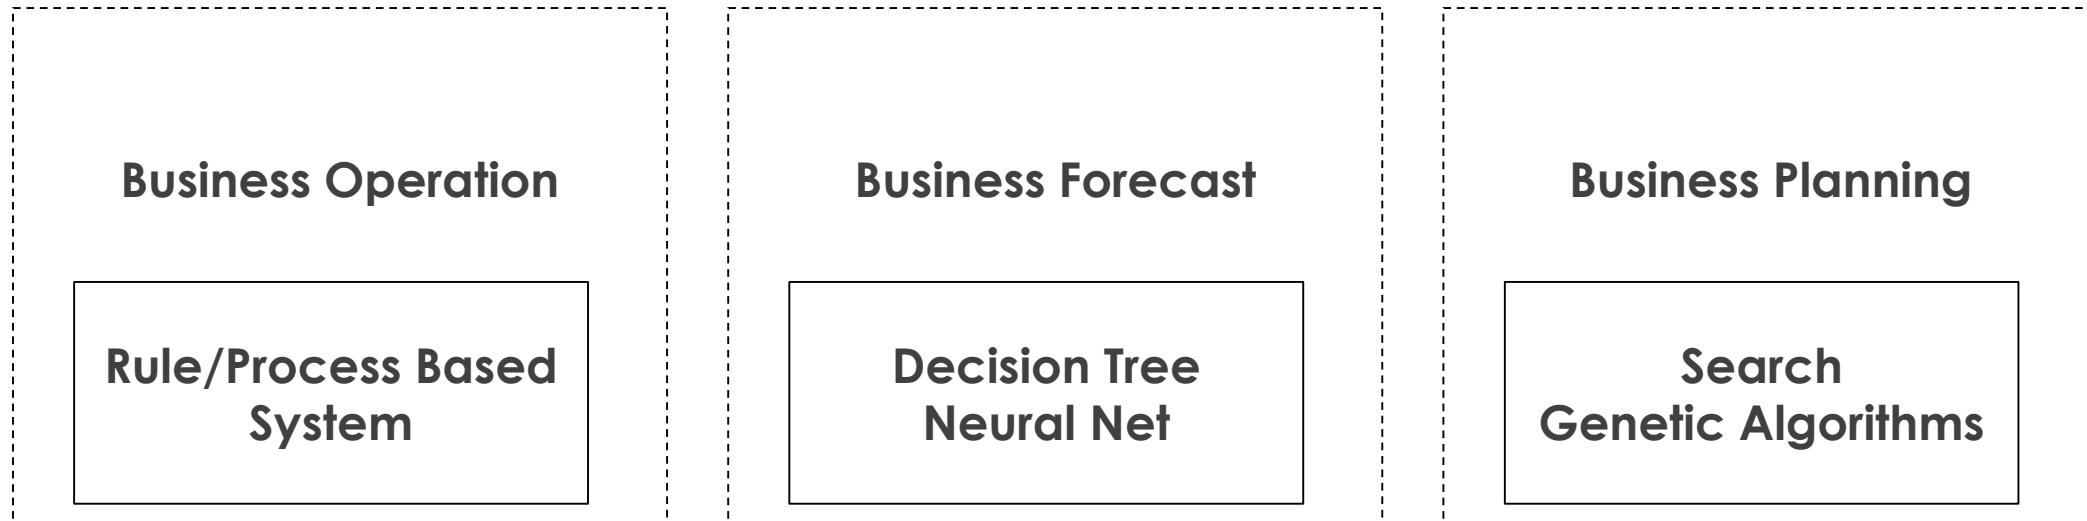 Business Operation
Rule/Process Based
System
Business Forecast
Decision Tree
Neural Net
Business Planning
Search
Genetic Algorithms